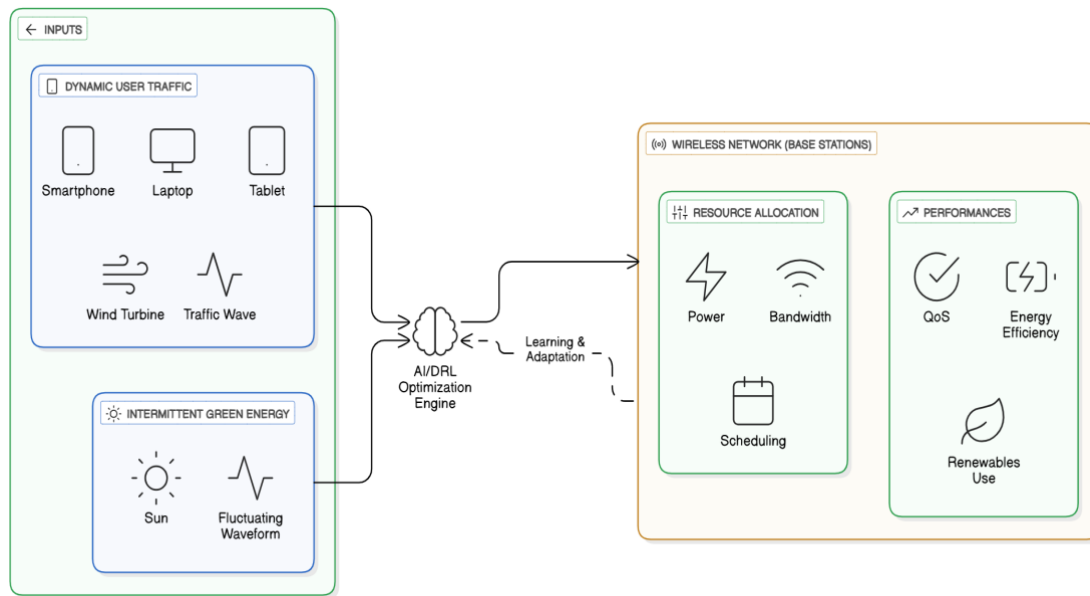 INPUTS
DYNAMIC USER TRAFFIC
Smartphone
Laptop
Tablet
Wind Turbine
Traffic Wave
INTERMITTENT GREEN ENERGY
Sun
Fluctuating
Waveform
AI/DRL
Optimization
Engine
Learning &
Adaptation
WIRELESS NETWORK (BASE STATIONS)
RESOURCE ALLOCATION
Power
Bandwidth
Scheduling
PERFORMANCES
QoS
Energy
Efficiency
Renewables
Use